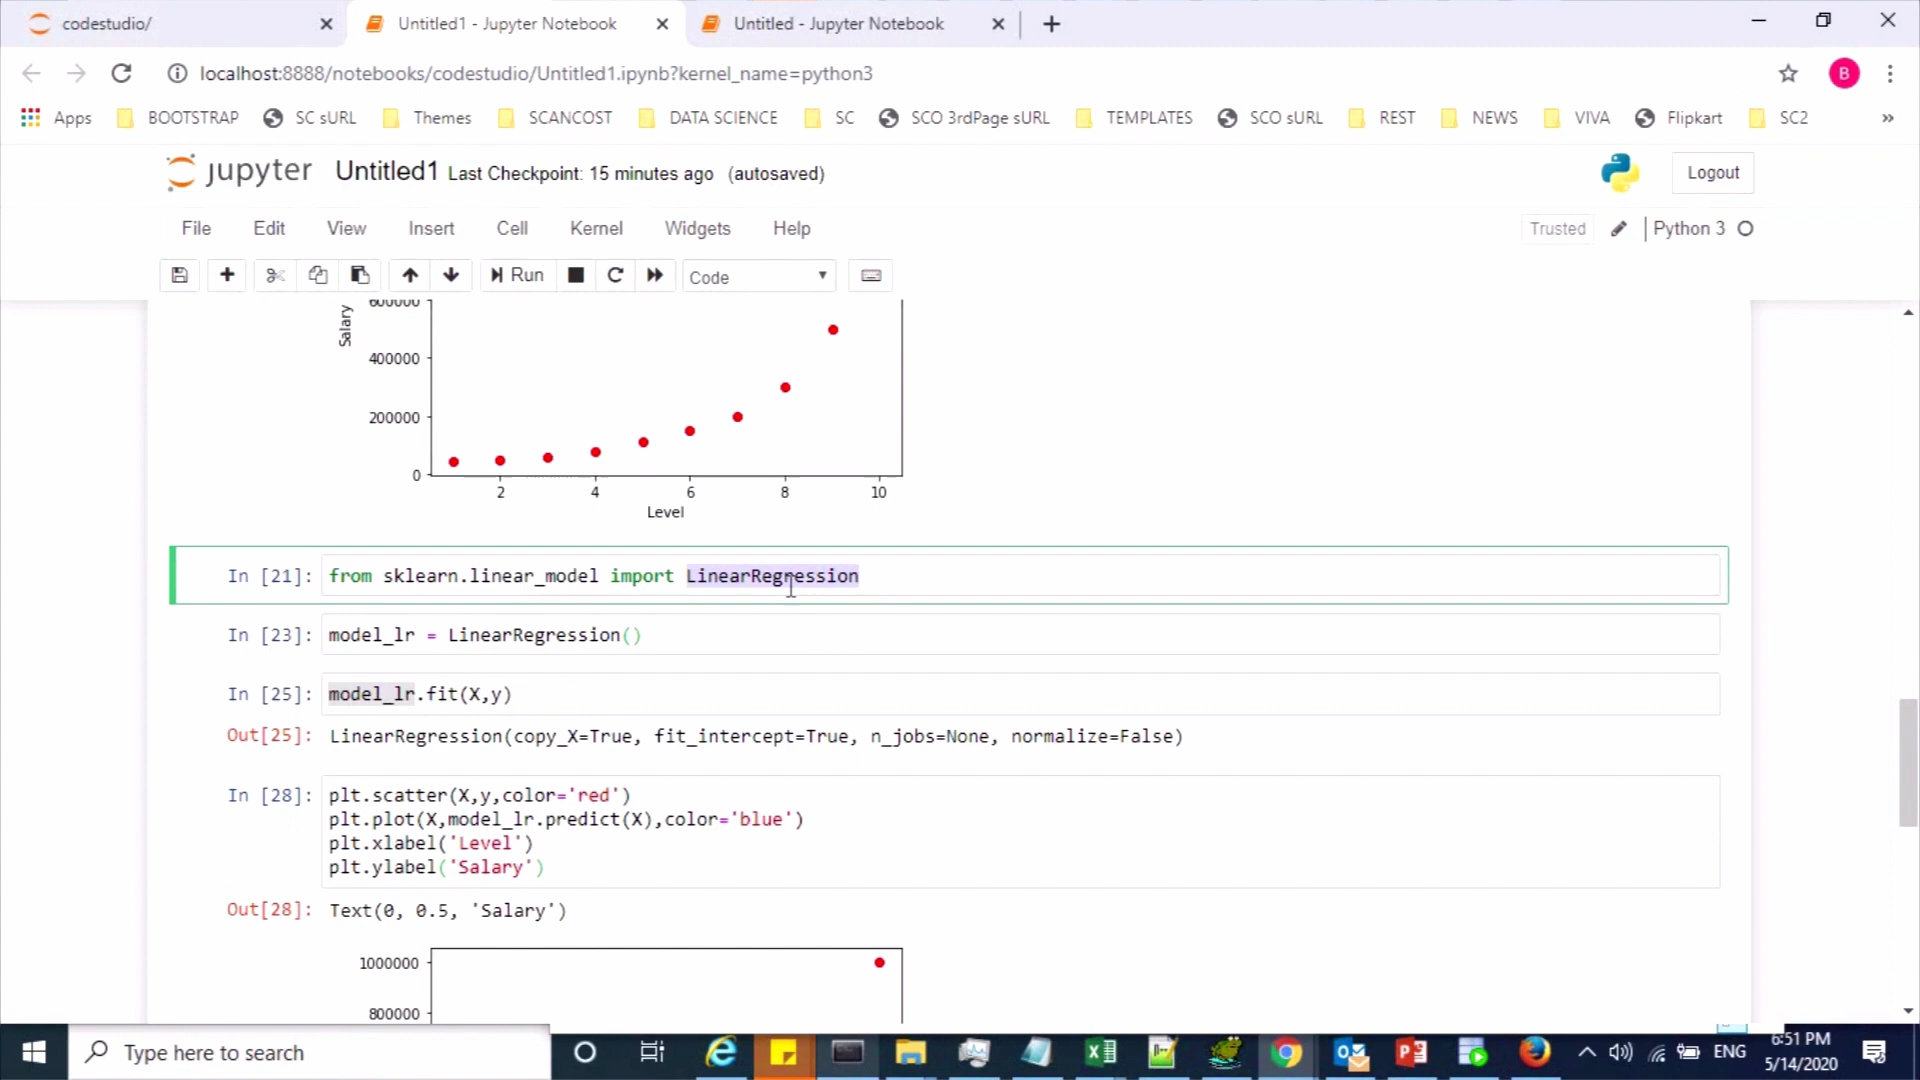 codestudio/
Untitled1 - Jupyter Notebook
Untitled - Jupyter Notebook
localhost:8888/notebooks/codestudio/Untitled1.ipynb?kernel_name=python3
B
Apps BOOTSTRAP SC sURL Themes SCANCOST DATA SCIENCE SC SCO 3rdPage sURL TEMPLATES SCO sURL REST NEWS VIVA Flipkart SC2 »
jupyter Untitled1 Last Checkpoint: 15 minutes ago (autosaved)
Logout
File Edit View Insert Cell Kernel Widgets Help
Trusted Python 3
Run Code
Salary
600000
400000
200000
0
2 4 6 8 10
Level
In [21]: from sklearn.linear_model import LinearRegression
In [23]: model_lr = LinearRegression()
In [25]: model_lr.fit(X,y)
Out[25]: LinearRegression(copy_X=True, fit_intercept=True, n_jobs=None, normalize=False)
In [28]: plt.scatter(X,y,color='red')
plt.plot(X,model_lr.predict(X),color='blue')
plt.xlabel('Level')
plt.ylabel('Salary')
Out[28]: Text(0, 0.5, 'Salary')
1000000
800000
Type here to search
ENG
6:51 PM
5/14/2020